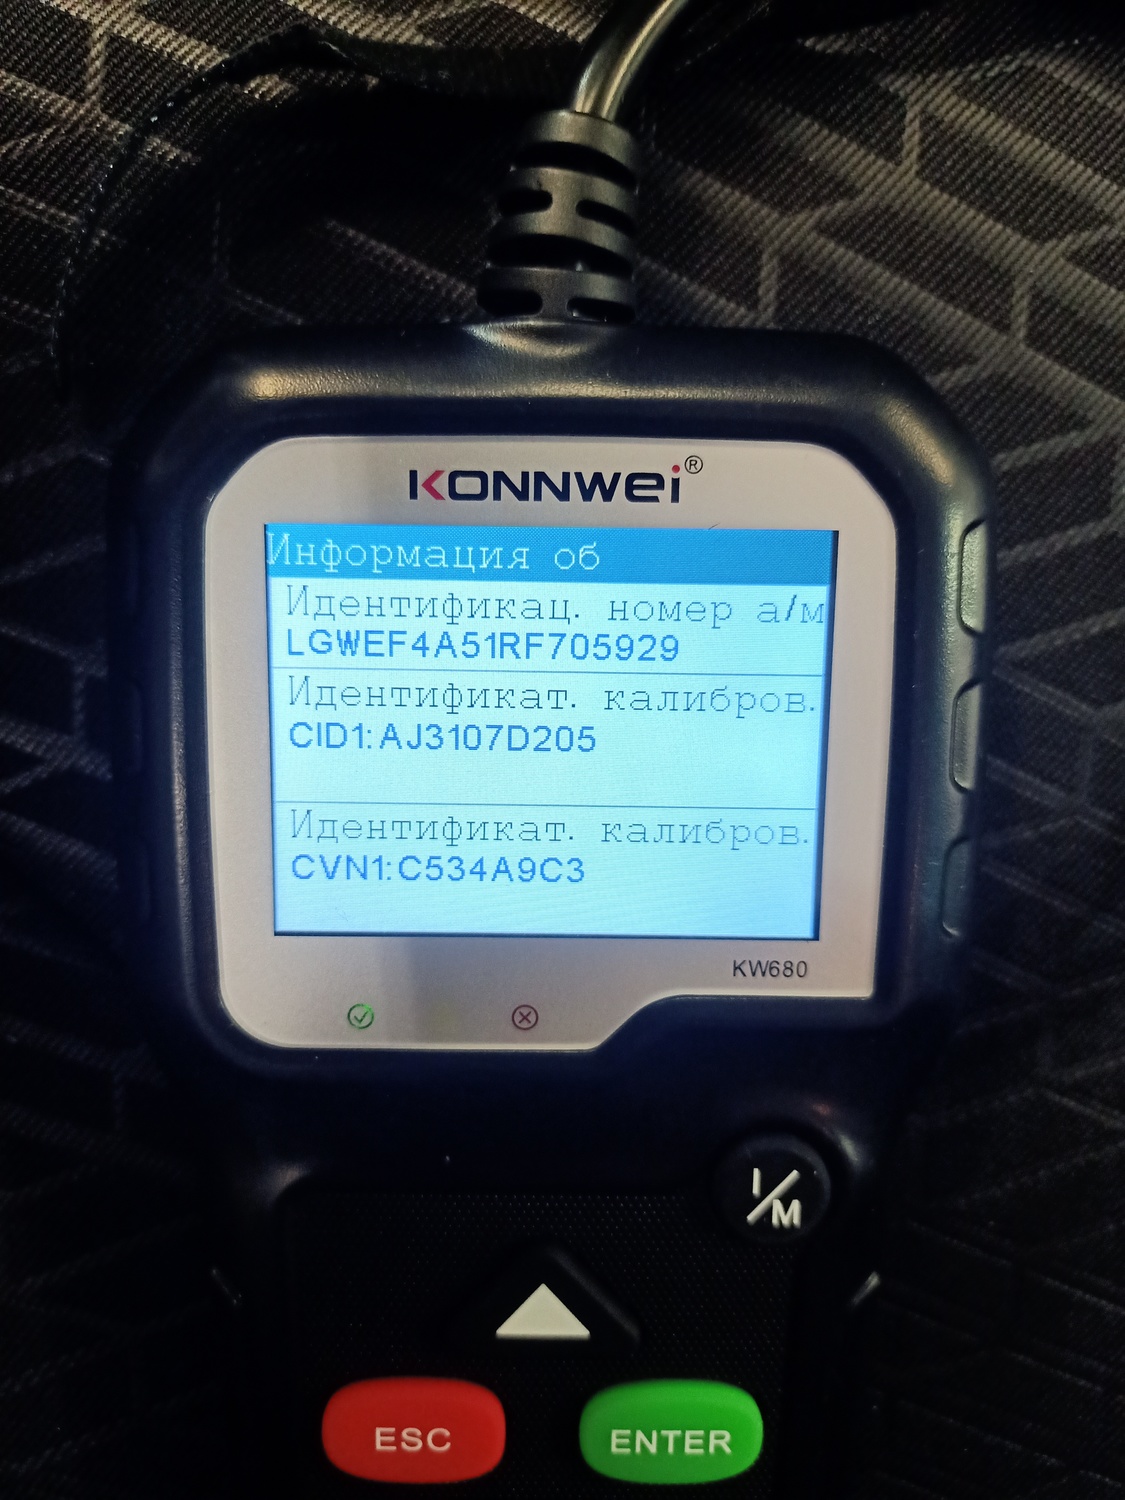 KONNWEI®
Информация об
Идентификац. номер а/м
LGWEF4A51RF705929
Идентификат. калибров.
CID1:AJ3107D205
Идентификат. калибров.
CVN1:C534A9C3
KW680
I/M
ESC
ENTER